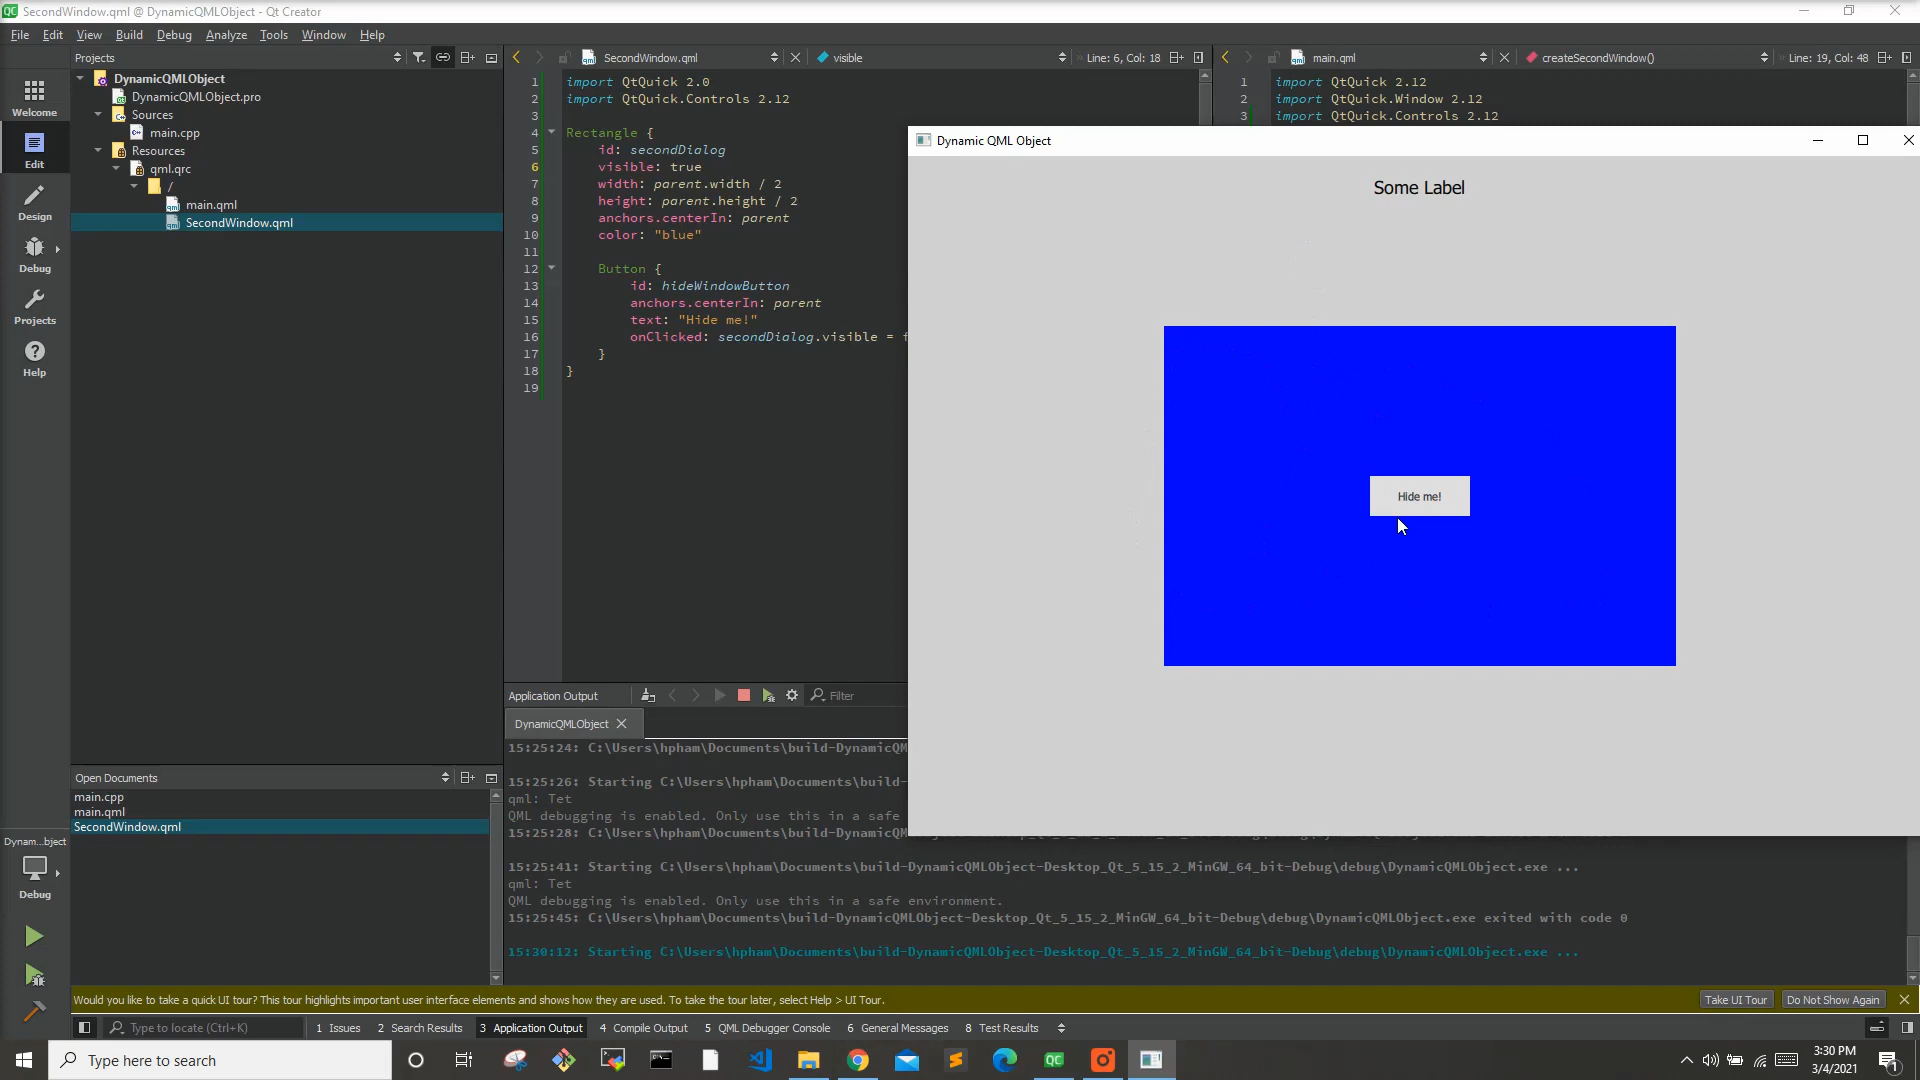 SecondWindow.qml @ DynamicQMLObject - Qt Creator
File Edit View Build Debug Analyze Tools Window Help
Projects
SecondWindow.qml
visible
Line: 6, Col: 18
main.qml
createSecondWindow()
Line: 19, Col: 48
Welcome
Edit
Design
Debug
Projects
Help
DynamicQMLObject
DynamicQMLObject.pro
Sources
main.cpp
Resources
qml.qrc
/
main.qml
SecondWindow.qml
1 import QtQuick 2.0
2 import QtQuick.Controls 2.12
3
4 Rectangle {
5 id: secondDialog
6 visible: true
7 width: parent.width / 2
8 height: parent.height / 2
9 anchors.centerIn: parent
10 color: "blue"
11
12 Button {
13 id: hideWindowButton
14 anchors.centerIn: parent
15 text: "Hide me!"
16 onClicked: secondDialog.visible = f
17 }
18 }
19
1 import QtQuick 2.12
2 import QtQuick.Window 2.12
3 import QtQuick.Controls 2.12
Dynamic QML Object
Some Label
Hide me!
Application Output
Filter
DynamicQMLObject
15:25:24: C:\Users\hpham\Documents\build-DynamicQM
15:25:26: Starting C:\Users\hpham\Documents\build-
qml: Tet
QML debugging is enabled. Only use this in a safe
15:25:28: C:\Users\hpham\Documents\build-DynamicQM
15:25:41: Starting C:\Users\hpham\Documents\build-DynamicQMLObject-Desktop_Qt_5_15_2_MinGW_64_bit-Debug\debug\DynamicQMLObject.exe ...
qml: Tet
QML debugging is enabled. Only use this in a safe environment.
15:25:45: C:\Users\hpham\Documents\build-DynamicQMLObject-Desktop_Qt_5_15_2_MinGW_64_bit-Debug\debug\DynamicQMLObject.exe exited with code 0
15:30:12: Starting C:\Users\hpham\Documents\build-DynamicQMLObject-Desktop_Qt_5_15_2_MinGW_64_bit-Debug\debug\DynamicQMLObject.exe ...
Open Documents
main.cpp
main.qml
SecondWindow.qml
Dynam...bject
Debug
Would you like to take a quick UI tour? This tour highlights important user interface elements and shows how they are used. To take the tour later, select Help > UI Tour.
Take UI Tour
Do Not Show Again
Type to locate (Ctrl+K)
1 Issues
2 Search Results
3 Application Output
4 Compile Output
5 QML Debugger Console
6 General Messages
8 Test Results
Type here to search
3:30 PM
3/4/2021
1